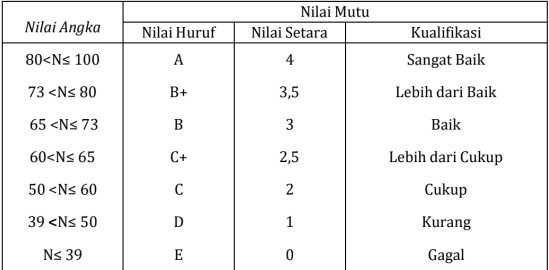 Nilai Angka Nilai Mutu
Nilai Huruf Nilai Setara Kualifikasi
80<N≤ 100 A 4 Sangat Baik
73 <N≤ 80 B+ 3,5 Lebih dari Baik
65 <N≤ 73 B 3 Baik
60<N≤ 65 C+ 2,5 Lebih dari Cukup
50 <N≤ 60 C 2 Cukup
39 <N≤ 50 D 1 Kurang
N≤ 39 E 0 Gagal